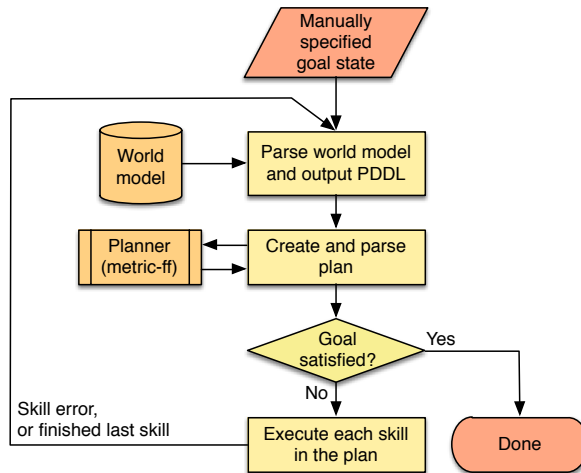 Manually
specified
goal state
World
model
Parse world model
and output PDDL
Planner
(metric-ff)
Create and parse
plan
Goal
satisfied?
Yes
No
Skill error,
or finished last skill
Execute each skill
in the plan
Done